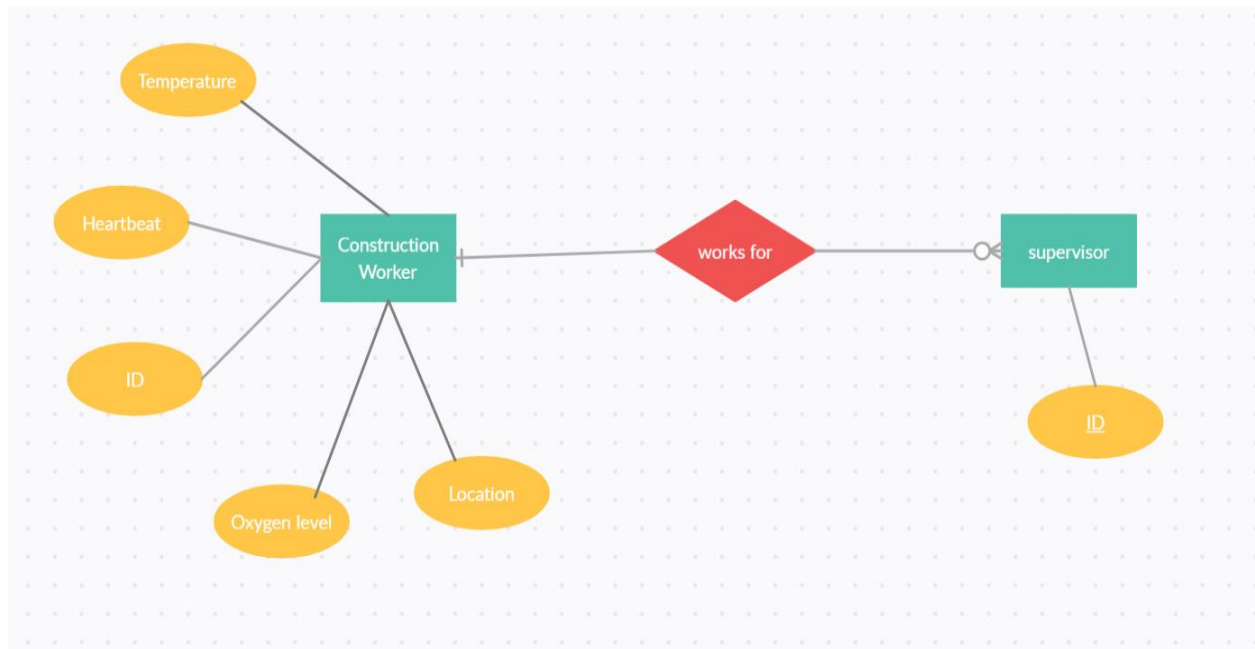 Temperature
Heartbeat
Construction
Worker
works for
supervisor
ID
ID
Location
Oxygen level